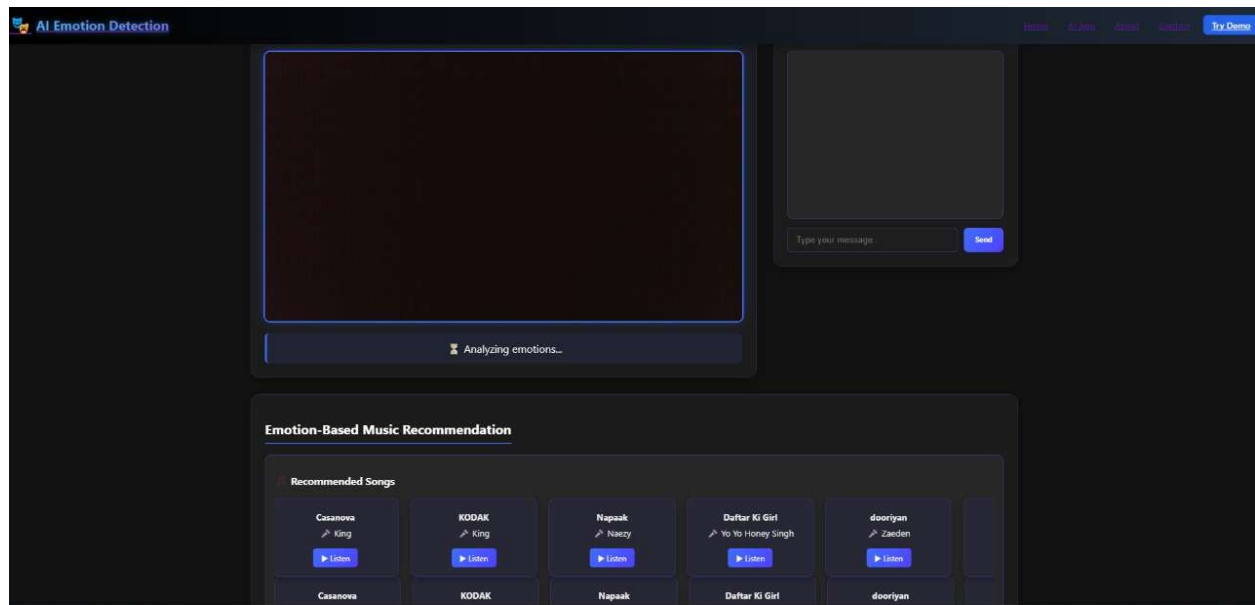 AI Emotion Detection
Home AI App About Contact Try Demo
Type your message
Send
Analyzing emotions...
Emotion-Based Music Recommendation
Recommended Songs
Casanova
King
Listen
KODAK
King
Listen
Napaak
Naezy
Listen
Daftar Ki Girl
Yo Yo Honey Singh
Listen
dooriyan
Zaeden
Listen
Casanova KODAK Napaak Daftar Ki Girl dooriyan